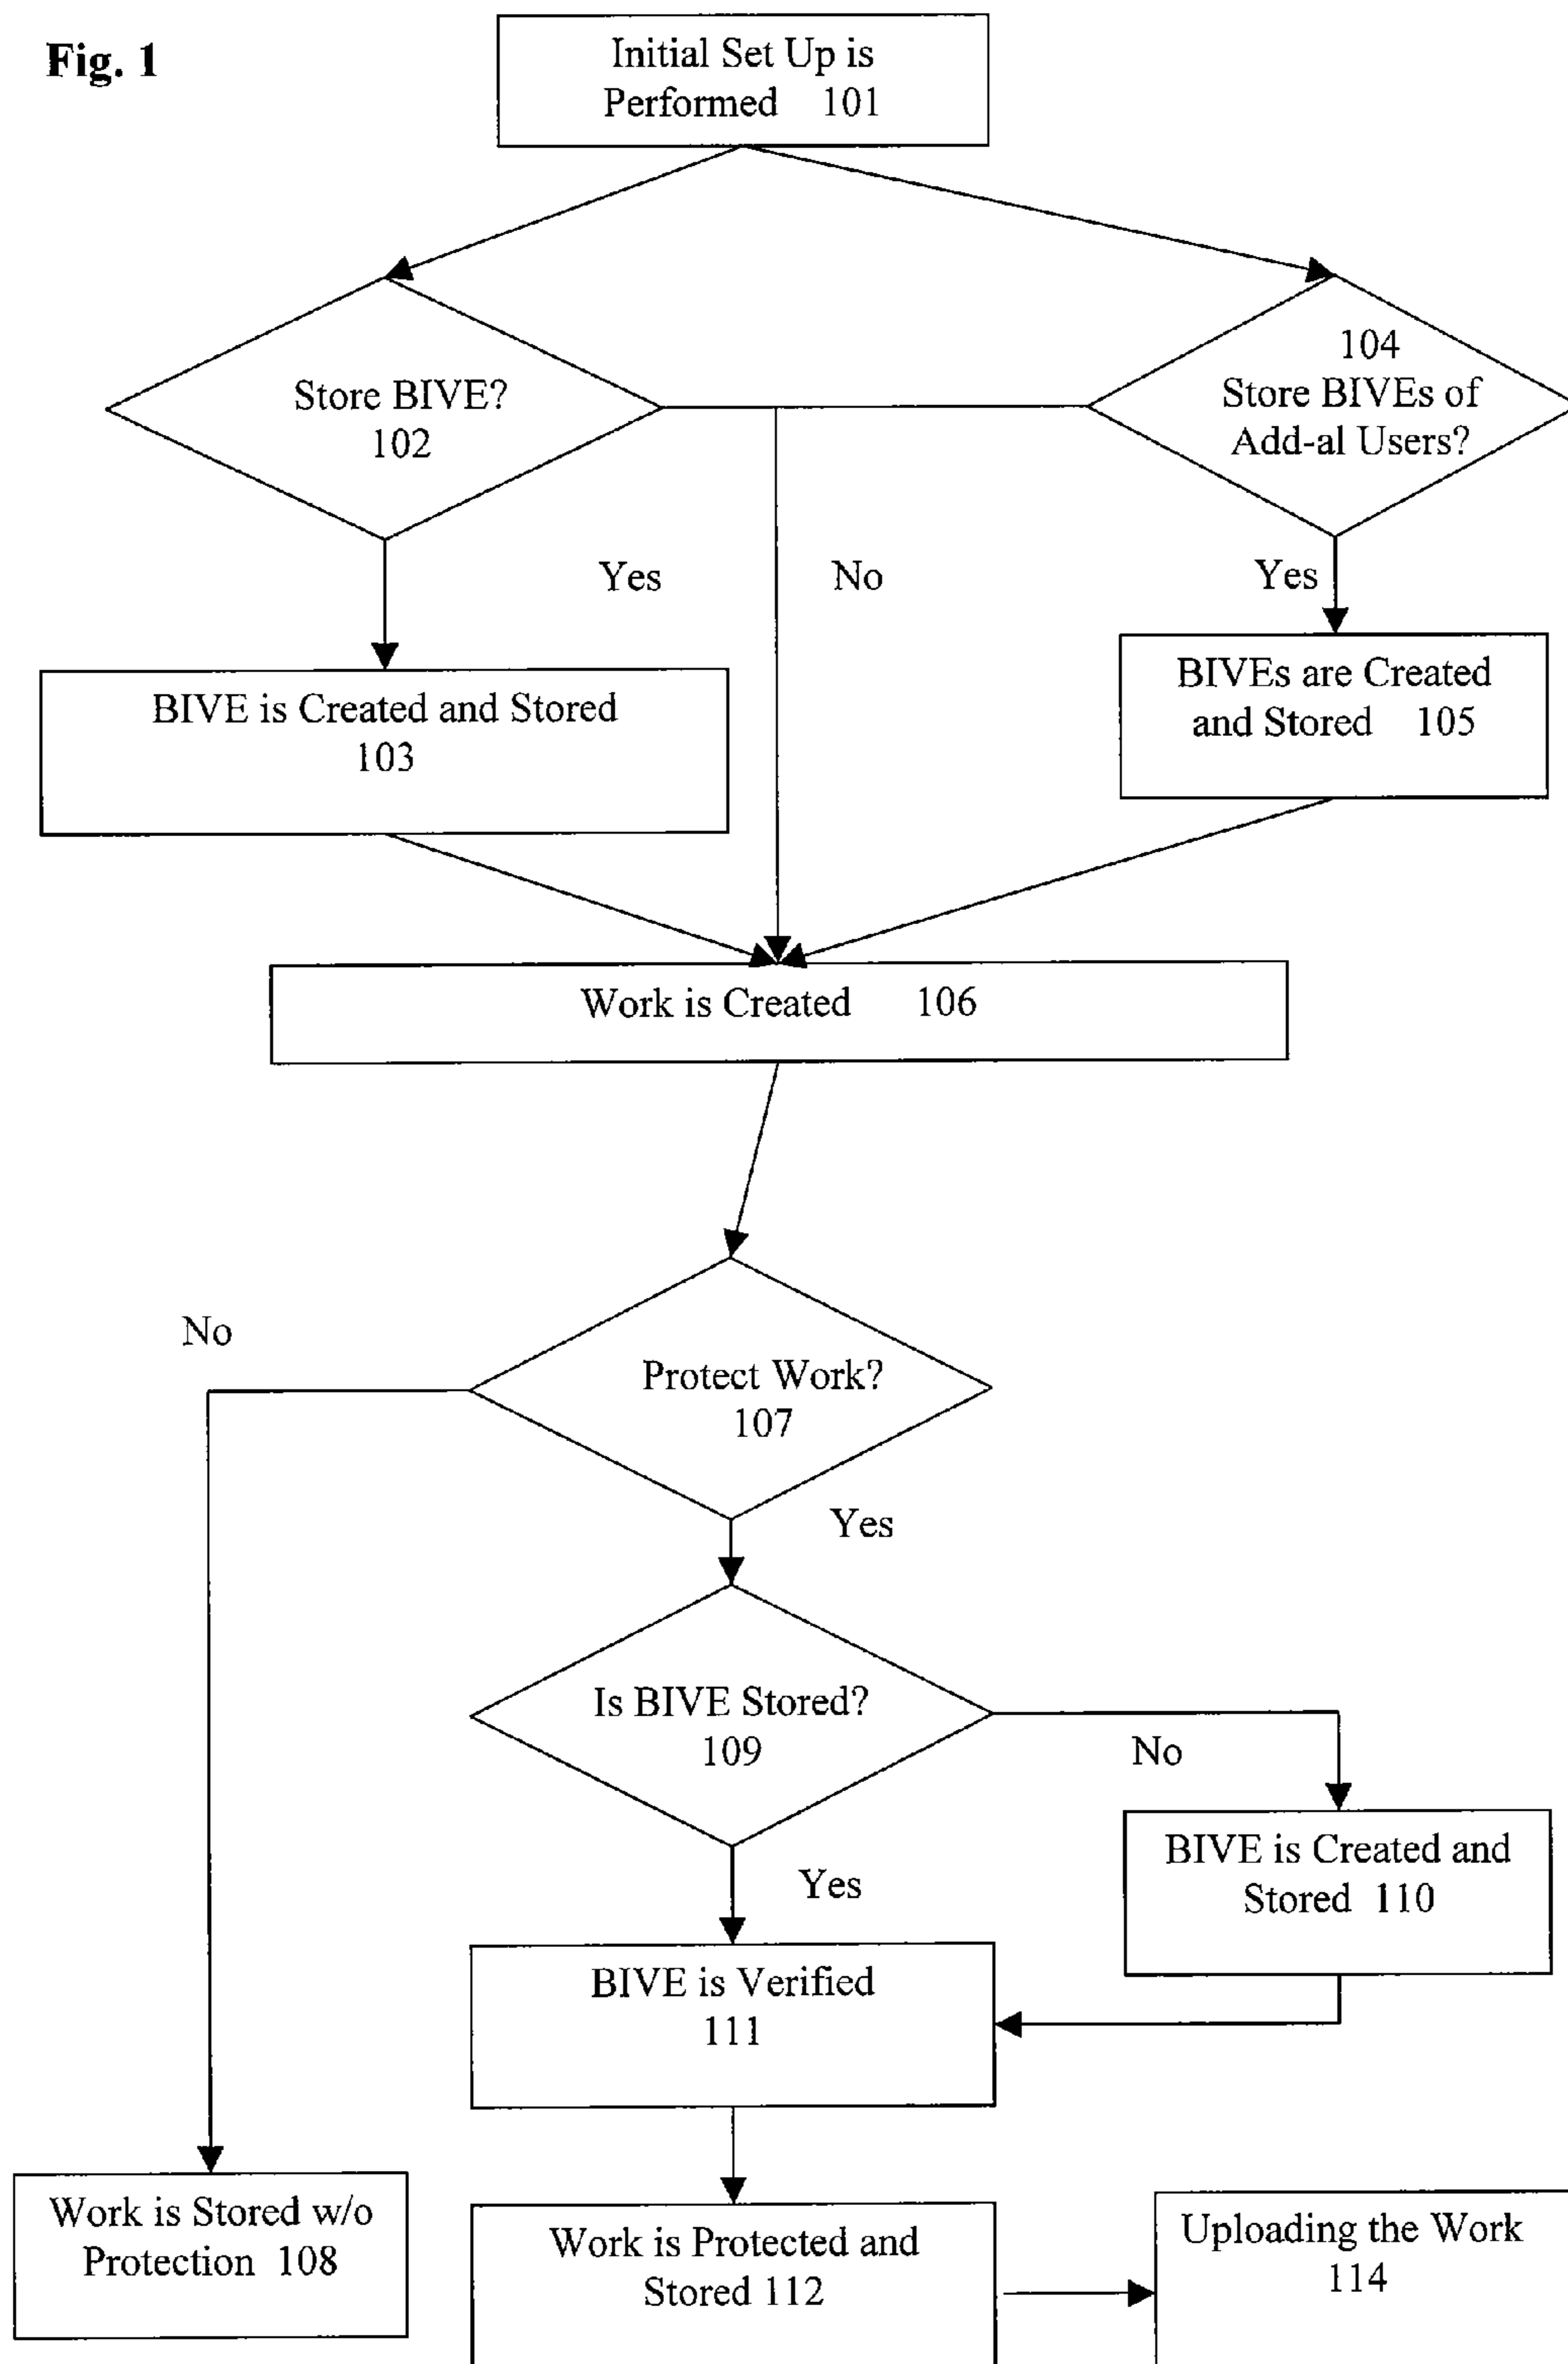 Fig. 1
Initial Set Up is
Performed 101
Store BIVE?
102
104
Store BIVEs of
Add-al Users?
Yes
No
Yes
BIVE is Created and Stored
103
BIVEs are Created
and Stored 105
Work is Created 106
No
Protect Work?
107
Yes
Is BIVE Stored?
109
No
Yes
BIVE is Created and
Stored 110
BIVE is Verified
111
Work is Stored w/o
Protection 108
Work is Protected and
Stored 112
Uploading the Work
114